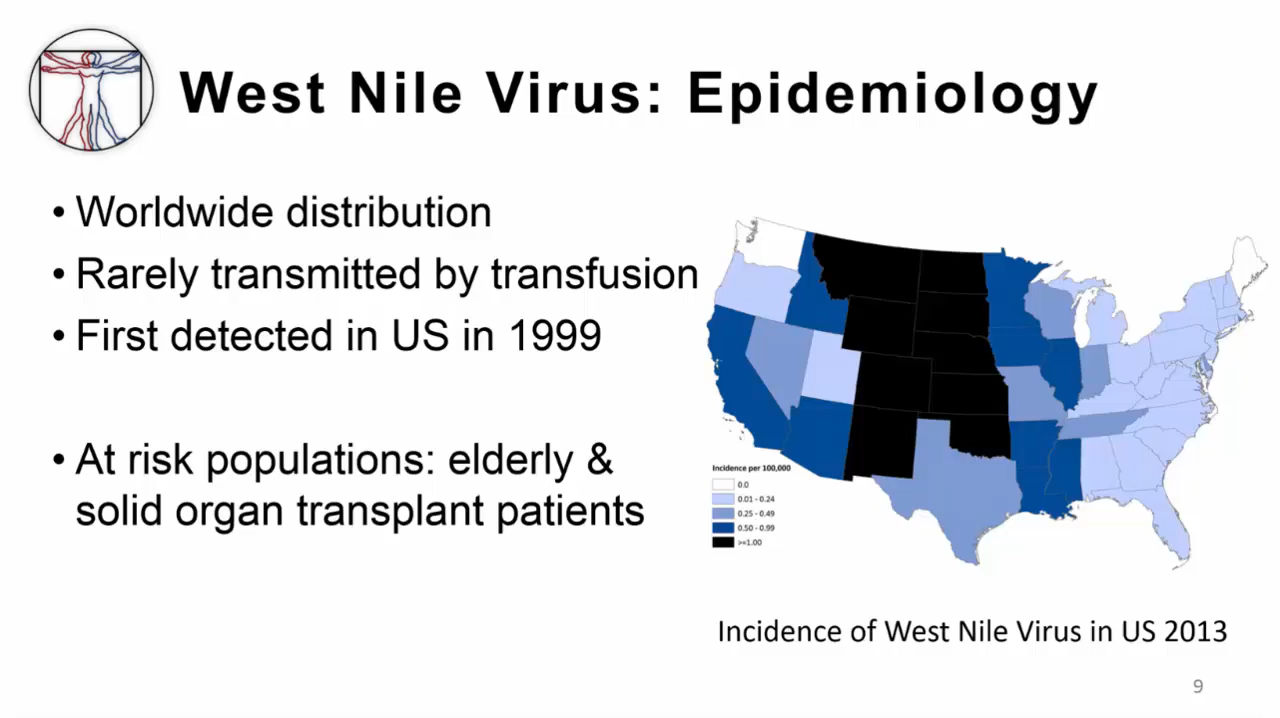 West Nile Virus: Epidemiology
• Worldwide distribution
• Rarely transmitted by transfusion
• First detected in US in 1999
• At risk populations: elderly &
solid organ transplant patients
Incidence per 100,000
0.0
0.01 - 0.24
0.25 - 0.49
0.50 - 0.99
>=1.00
Incidence of West Nile Virus in US 2013
9